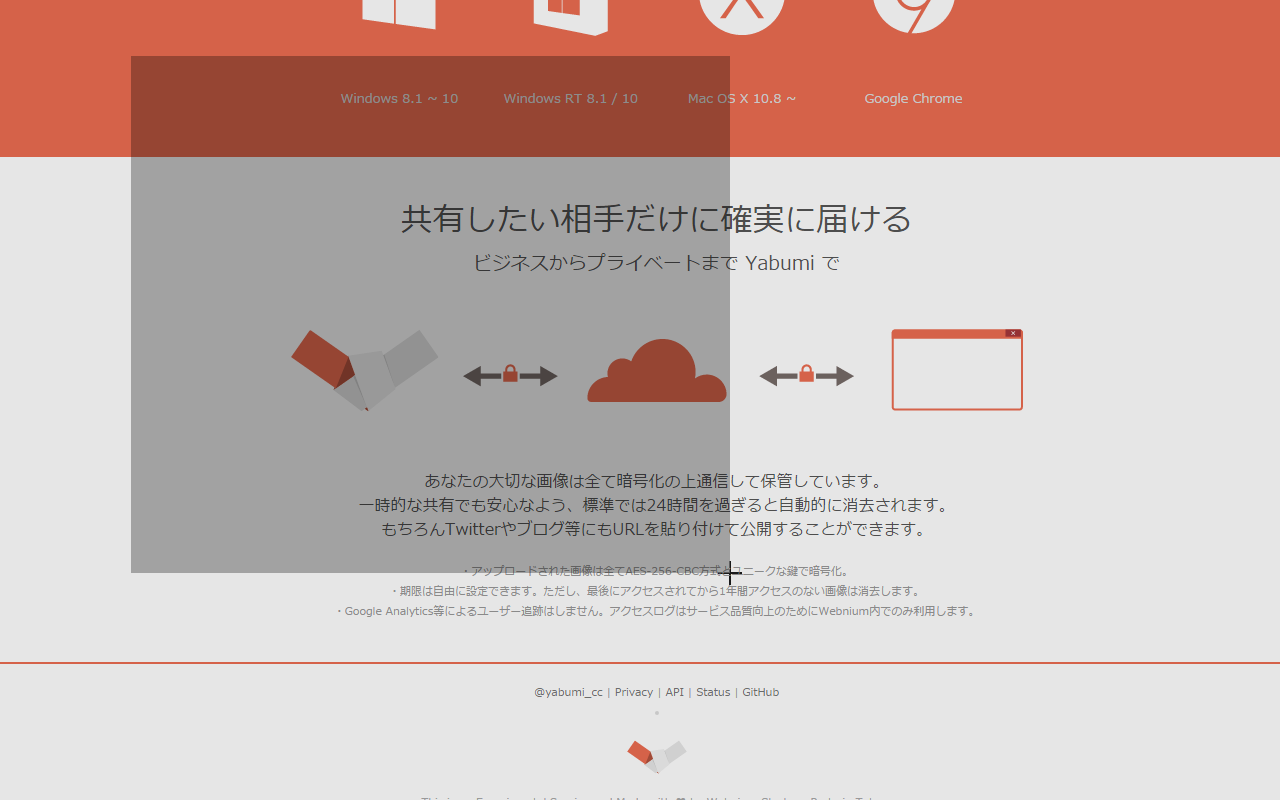 Windows 8.1 ~ 10
Windows RT 8.1 / 10
Mac OS X 10.8 ~
Google Chrome
共有したい相手だけに確実に届ける
ビジネスからプライベートまで Yabumi で
あなたの大切な画像は全て暗号化の上通信して保管しています。
一時的な共有でも安心なよう、標準では24時間を過ぎると自動的に消去されます。
もちろんTwitterやブログ等にもURLを貼り付けて公開することができます。
・アップロードされた画像は全てAES-256-CBC方式とユニークな鍵で暗号化。
・期限は自由に設定できます。ただし、最後にアクセスされてから1年間アクセスのない画像は消去します。
・Google Analytics等によるユーザー追跡はしません。アクセスログはサービス品質向上のためにWebnium内でのみ利用します。
@yabumi_cc | Privacy | API | Status | GitHub